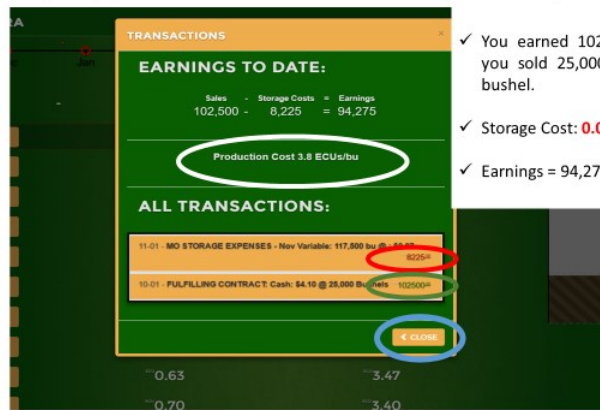 RA
Jan
TRANSACTIONS
×
EARNINGS TO DATE:
Sales - Storage Costs = Earnings
102,500 - 8,225 = 94,275
Production Cost 3.8 ECUs/bu
ALL TRANSACTIONS:
11-01 - MO STORAGE EXPENSES - Nov Variable: 117,500 bu @
8225
10-01 - FULFILLING CONTRACT: Cash: $4.10 @ 25,000 Bushels 102500
CLOSE
0.63 3.47
0.70 3.40
✓ You earned 102
you sold 25,000
bushel.
✓ Storage Cost: 0.0
✓ Earnings = 94,27